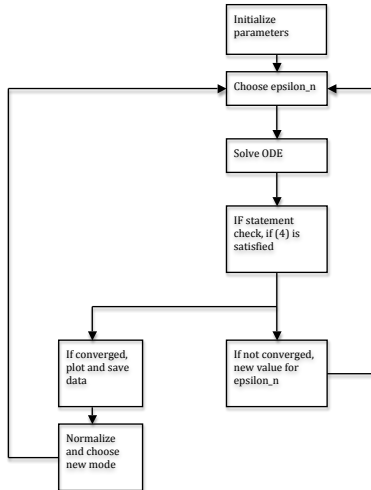 Initialize
parameters
Choose epsilon_n
Solve ODE
IF statement
check, if (4) is
satisfied
If converged,
plot and save
data
If not converged,
new value for
epsilon_n
Normalize
and choose
new mode